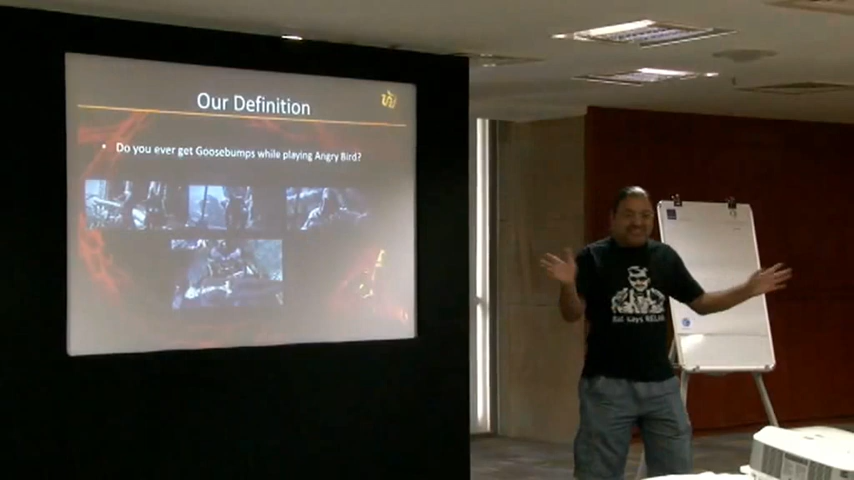 Our Definition
• Do you ever get Goosebumps while playing Angry Bird?
says RELAX